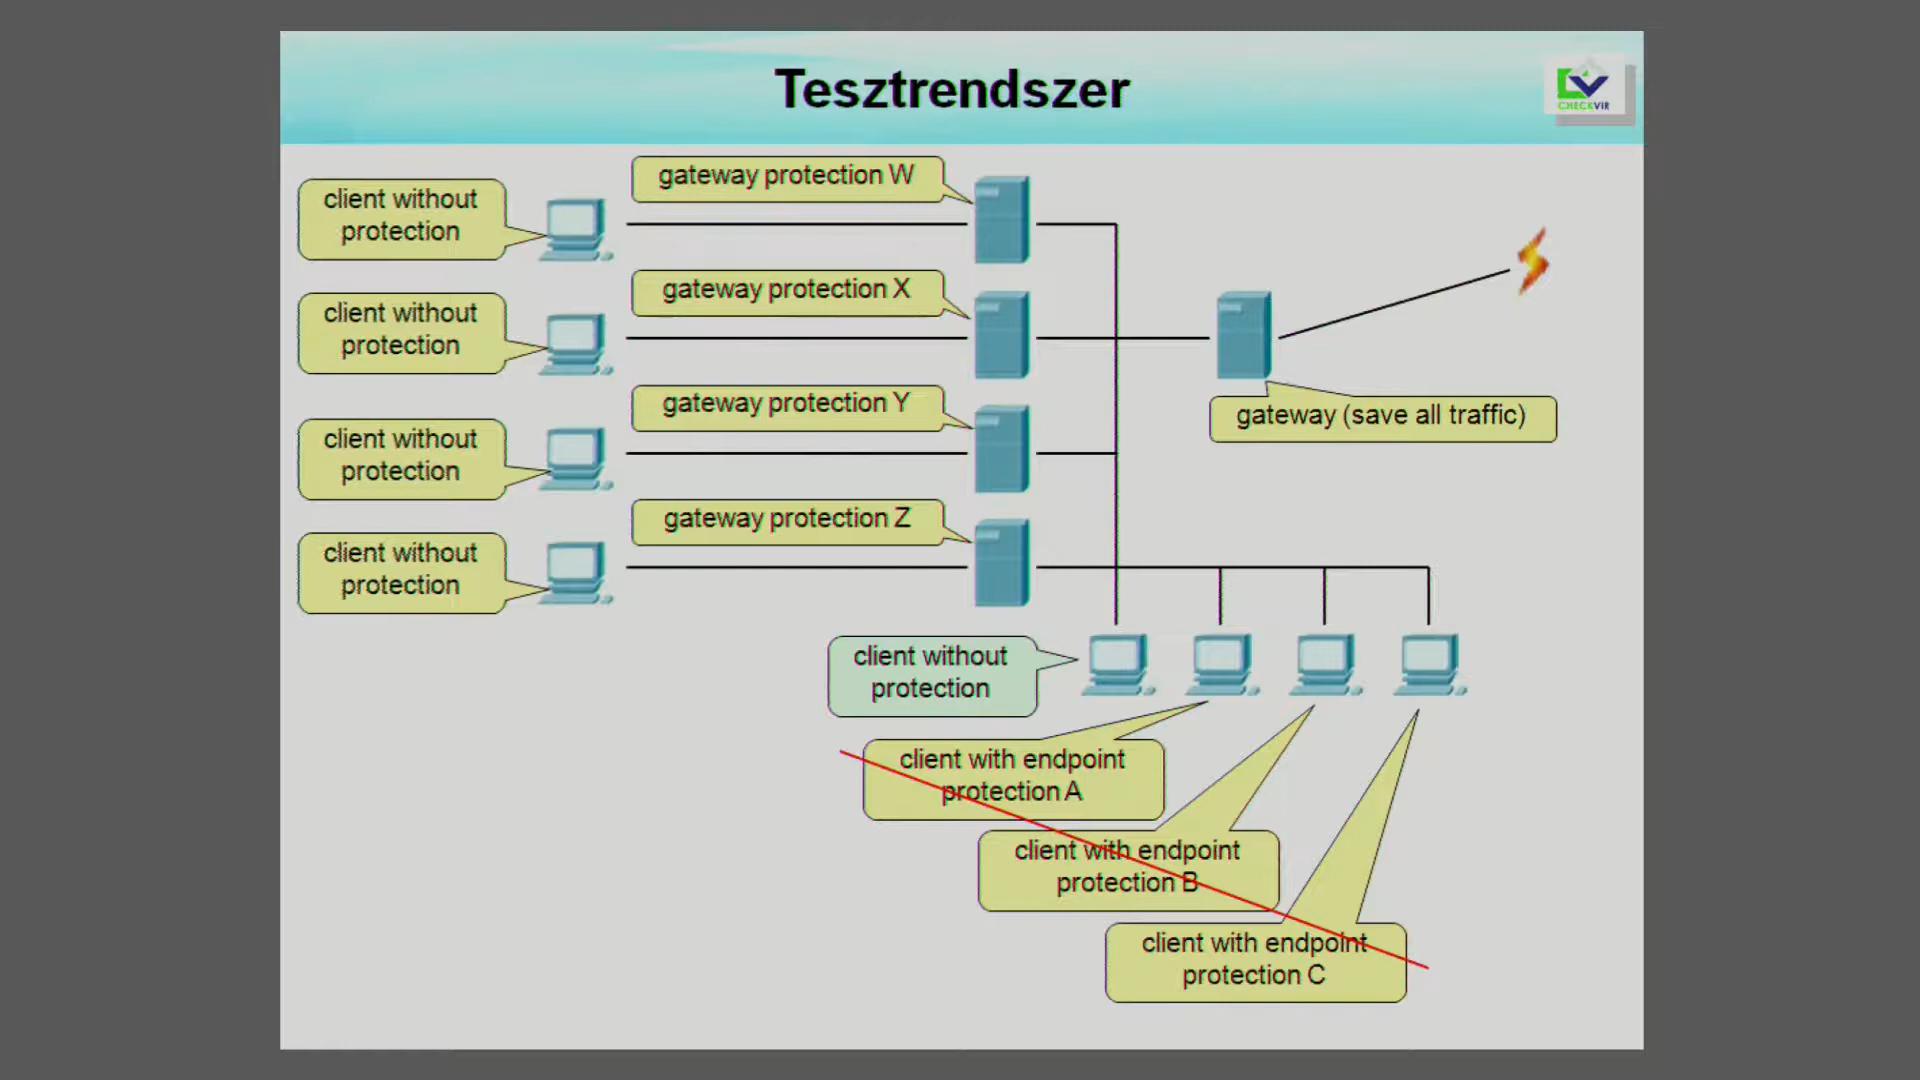 Tesztrendszer
CHECKVIR
client without
protection
gateway protection W
client without
protection
gateway protection X
client without
protection
gateway protection Y
gateway (save all traffic)
client without
protection
gateway protection Z
client without
protection
client with endpoint
protection A
client with endpoint
protection B
client with endpoint
protection C